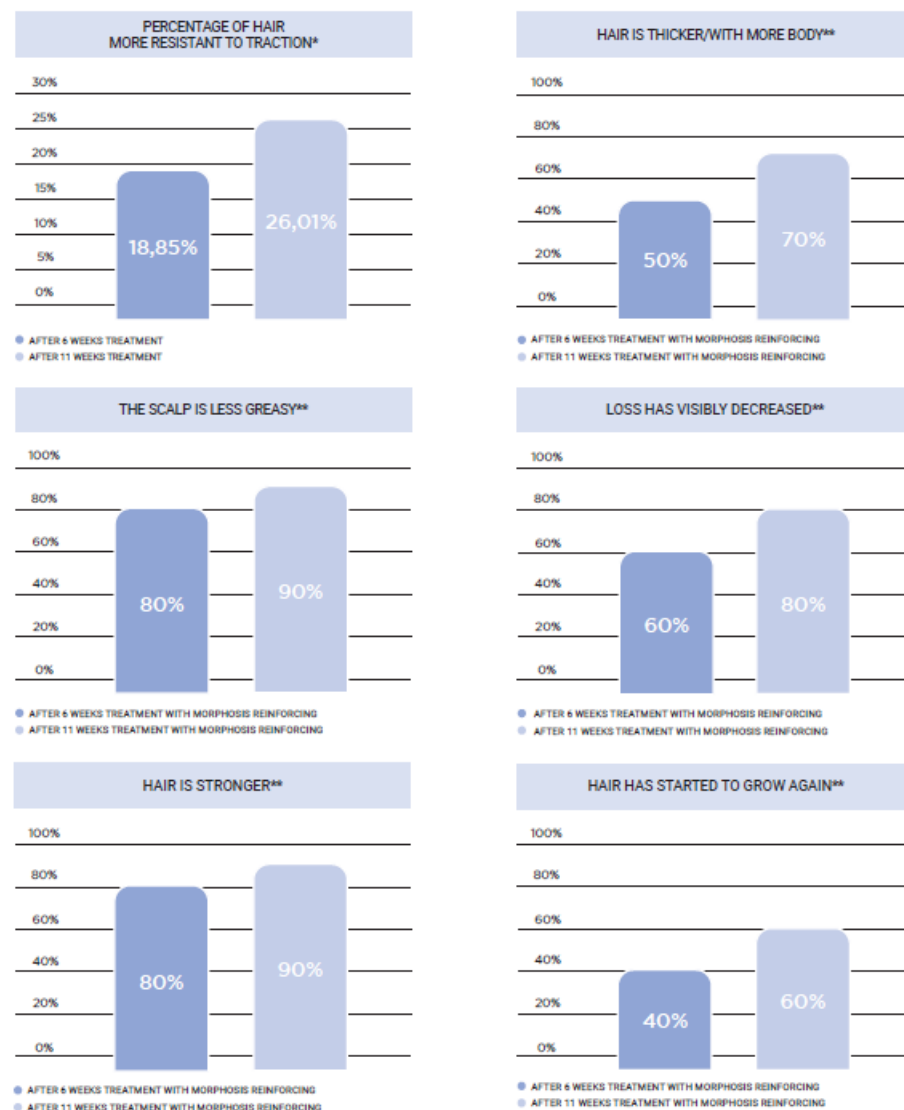 PERCENTAGE OF HAIR
MORE RESISTANT TO TRACTION*
30%
25%
20%
15%
10%
5%
0%
18,85%
26,01%
AFTER 6 WEEKS TREATMENT
AFTER 11 WEEKS TREATMENT
HAIR IS THICKER/WITH MORE BODY**
100%
80%
60%
40%
20%
0%
50%
70%
AFTER 6 WEEKS TREATMENT WITH MORPHOSIS REINFORCING
AFTER 11 WEEKS TREATMENT WITH MORPHOSIS REINFORCING
THE SCALP IS LESS GREASY**
100%
80%
60%
40%
20%
0%
80%
90%
AFTER 6 WEEKS TREATMENT WITH MORPHOSIS REINFORCING
AFTER 11 WEEKS TREATMENT WITH MORPHOSIS REINFORCING
LOSS HAS VISIBLY DECREASED**
100%
80%
60%
40%
20%
0%
60%
80%
AFTER 6 WEEKS TREATMENT WITH MORPHOSIS REINFORCING
AFTER 11 WEEKS TREATMENT WITH MORPHOSIS REINFORCING
HAIR IS STRONGER**
100%
80%
60%
40%
20%
0%
80%
90%
AFTER 6 WEEKS TREATMENT WITH MORPHOSIS REINFORCING
AFTER 11 WEEKS TREATMENT WITH MORPHOSIS REINFORCING
HAIR HAS STARTED TO GROW AGAIN**
100%
80%
60%
40%
20%
0%
40%
60%
AFTER 6 WEEKS TREATMENT WITH MORPHOSIS REINFORCING
AFTER 11 WEEKS TREATMENT WITH MORPHOSIS REINFORCING